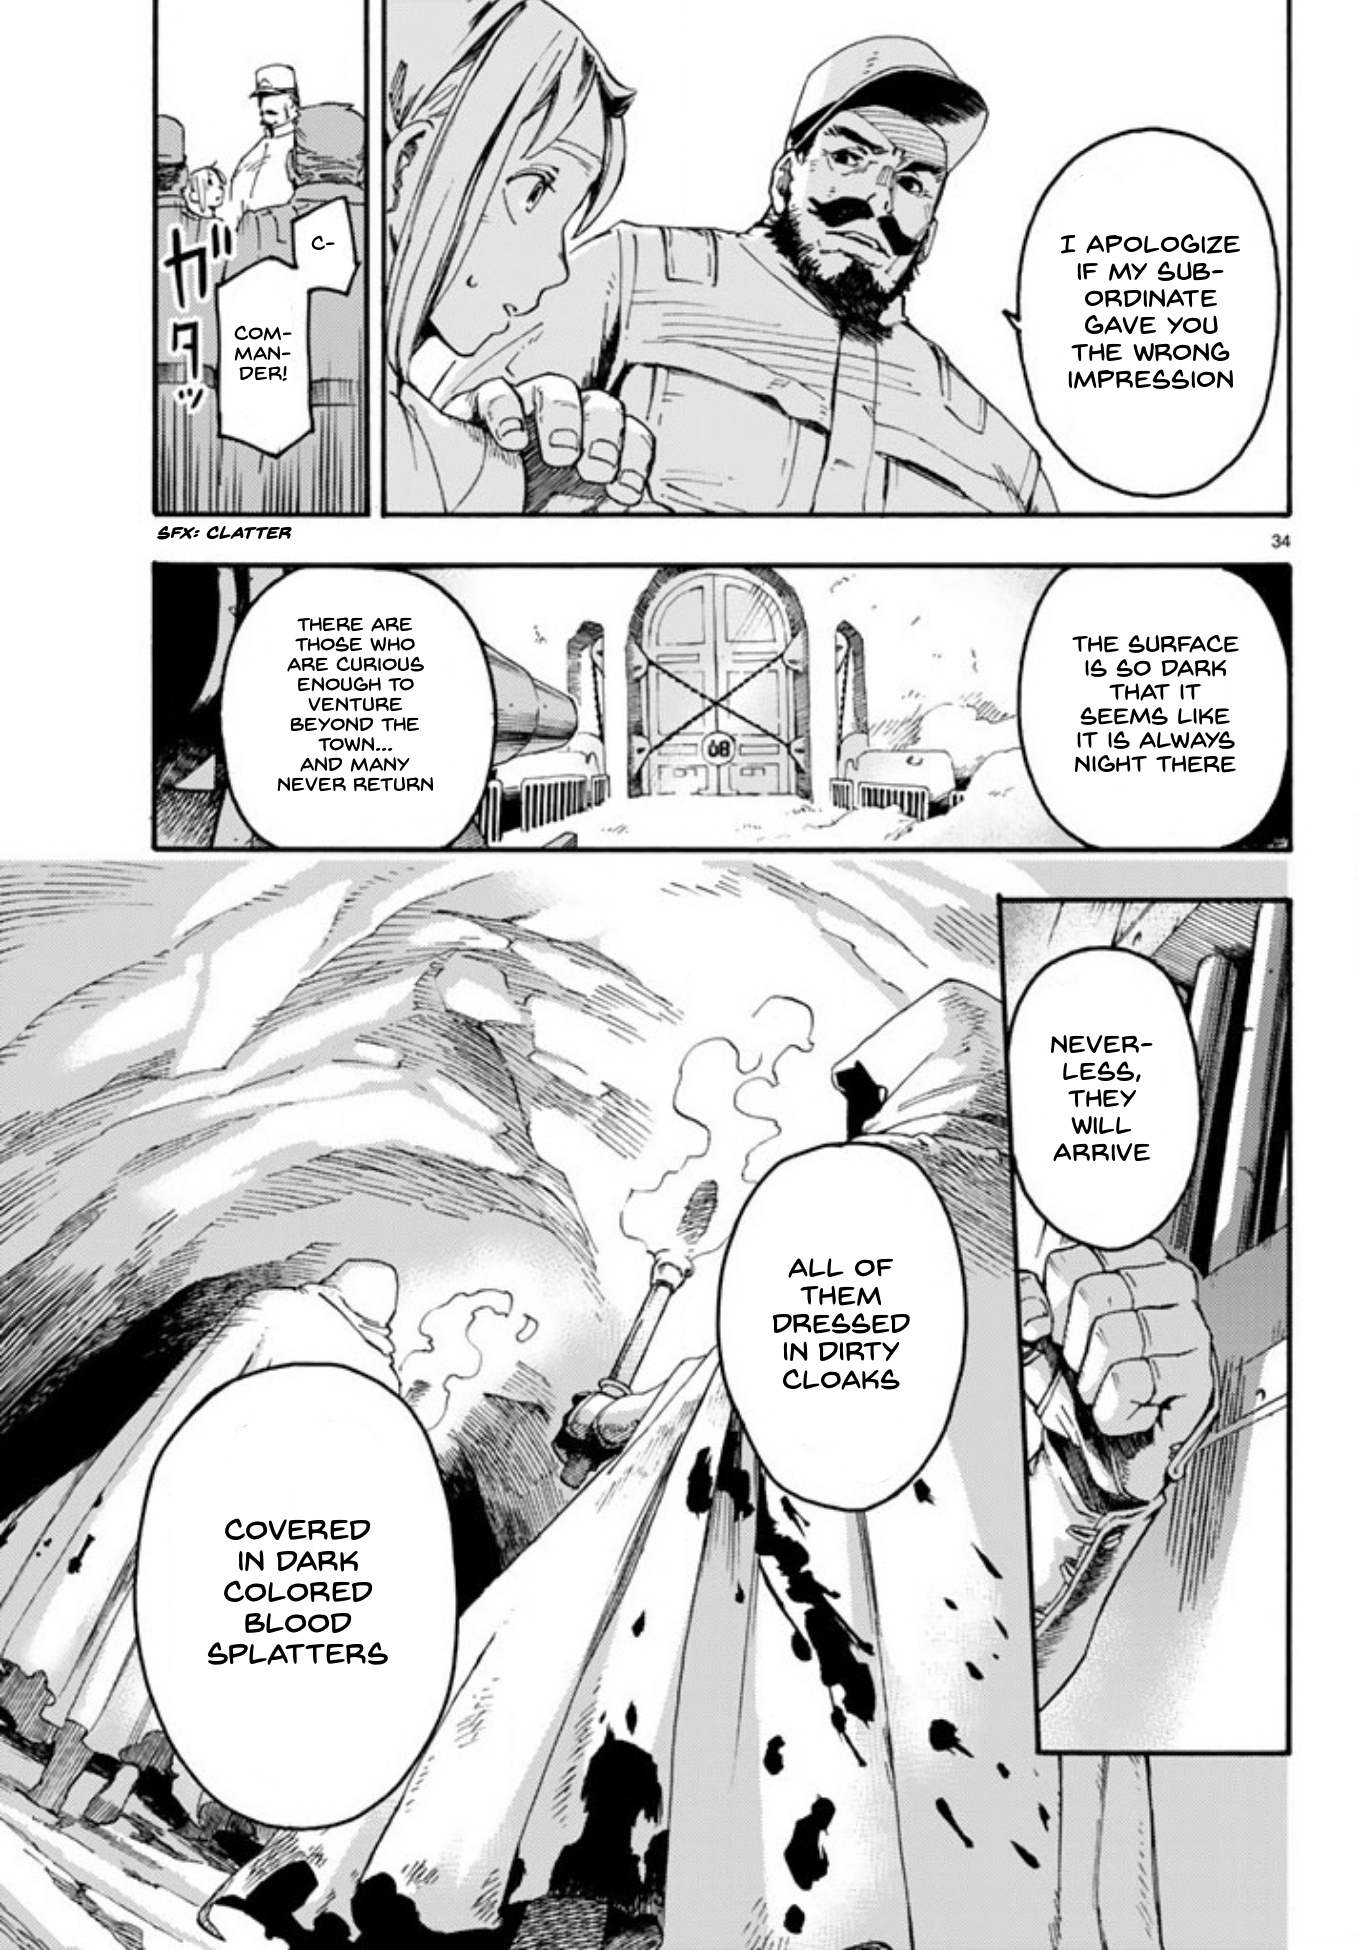 I APOLOGIZE
IF MY SUB-
ORDINATE
GAVE YOU
THE WRONG
IMPRESSION
C-
COM-
MAN-
DER!
ガタッ
SFX: CLATTER
34
THE SURFACE
IS SO DARK
THAT IT
SEEMS LIKE
IT IS ALWAYS
NIGHT THERE
68
THERE ARE
THOSE WHO
ARE CURIOUS
ENOUGH TO
VENTURE
BEYOND THE
TOWN...
AND MANY
NEVER RETURN
NEVER-
LESS,
THEY
WILL
ARRIVE
ALL OF
THEM
DRESSED
IN DIRTY
CLOAKS
COVERED
IN DARK
COLORED
BLOOD
SPLATTERS